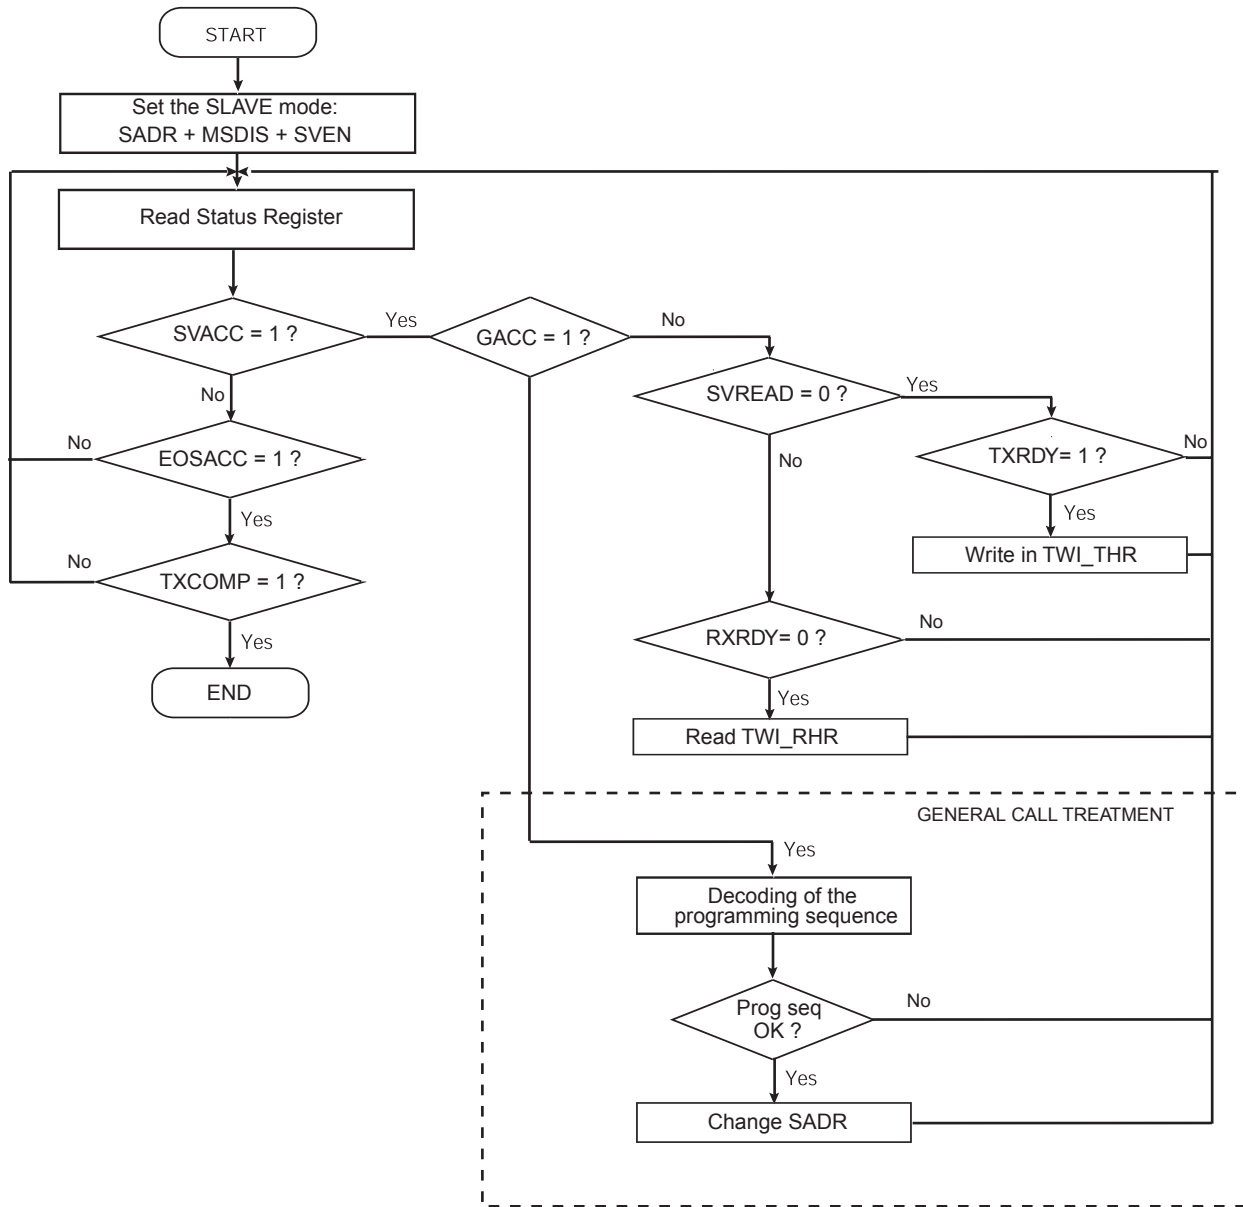 START
Set the SLAVE mode:
SADR + MSDIS + SVEN
Read Status Register
SVACC = 1 ?
Yes
GACC = 1 ?
No
SVREAD = 0 ?
Yes
No
EOSACC = 1 ?
No
TXRDY= 1 ?
No
No
Yes
Yes
Write in TWI_THR
TXCOMP = 1 ?
No
RXRDY= 0 ?
No
Yes
END
Yes
Read TWI_RHR
GENERAL CALL TREATMENT
Yes
Decoding of the
programming sequence
Prog seq
OK ?
No
Yes
Change SADR